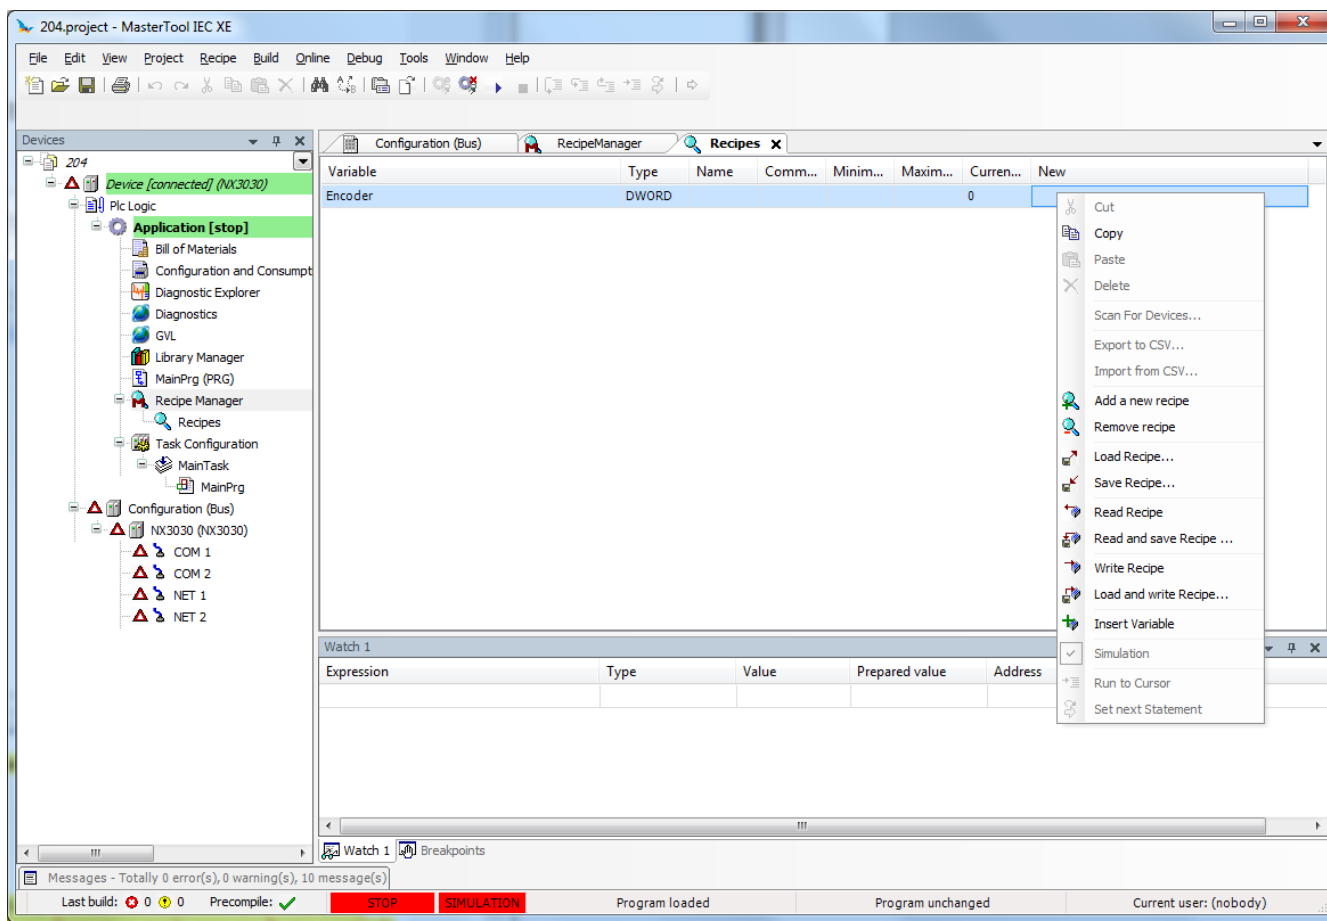 204.project - MasterTool IEC XE
File Edit View Project Recipe Build Online Debug Tools Window Help
Devices
204
Device [connected] (NX3030)
Plc Logic
Application [stop]
Bill of Materials
Configuration and Consumpt
Diagnostic Explorer
Diagnostics
GVL
Library Manager
MainPrg (PRG)
Recipe Manager
Recipes
Task Configuration
MainTask
MainPrg
Configuration (Bus)
NX3030 (NX3030)
COM 1
COM 2
NET 1
NET 2
Configuration (Bus) RecipeManager Recipes
Variable Type Name Comm... Minim... Maxim... Curren... New
Encoder DWORD 0
Cut
Copy
Paste
Delete
Scan For Devices...
Export to CSV...
Import from CSV...
Add a new recipe
Remove recipe
Load Recipe...
Save Recipe...
Read Recipe
Read and save Recipe ...
Write Recipe
Load and write Recipe...
Insert Variable
Simulation
Run to Cursor
Set next Statement
Watch 1
Expression Type Value Prepared value Address
Watch 1 Breakpoints
Messages - Totally 0 error(s), 0 warning(s), 10 message(s)
Last build: 0 0 Precompile: STOP SIMULATION Program loaded Program unchanged Current user: (nobody)